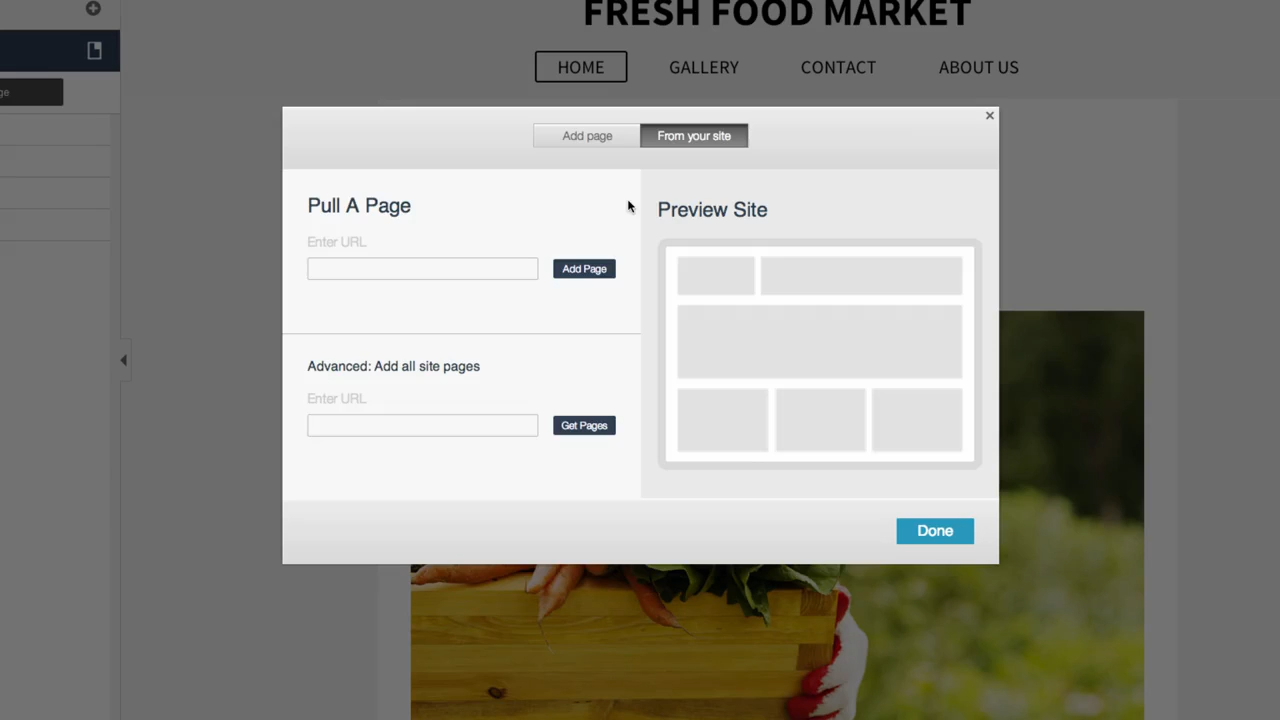 FRESH FOOD MARKET
HOME GALLERY CONTACT ABOUT US
ge
Add page From your site
×
Pull A Page
Preview Site
Enter URL
Add Page
Advanced: Add all site pages
Enter URL
Get Pages
Done